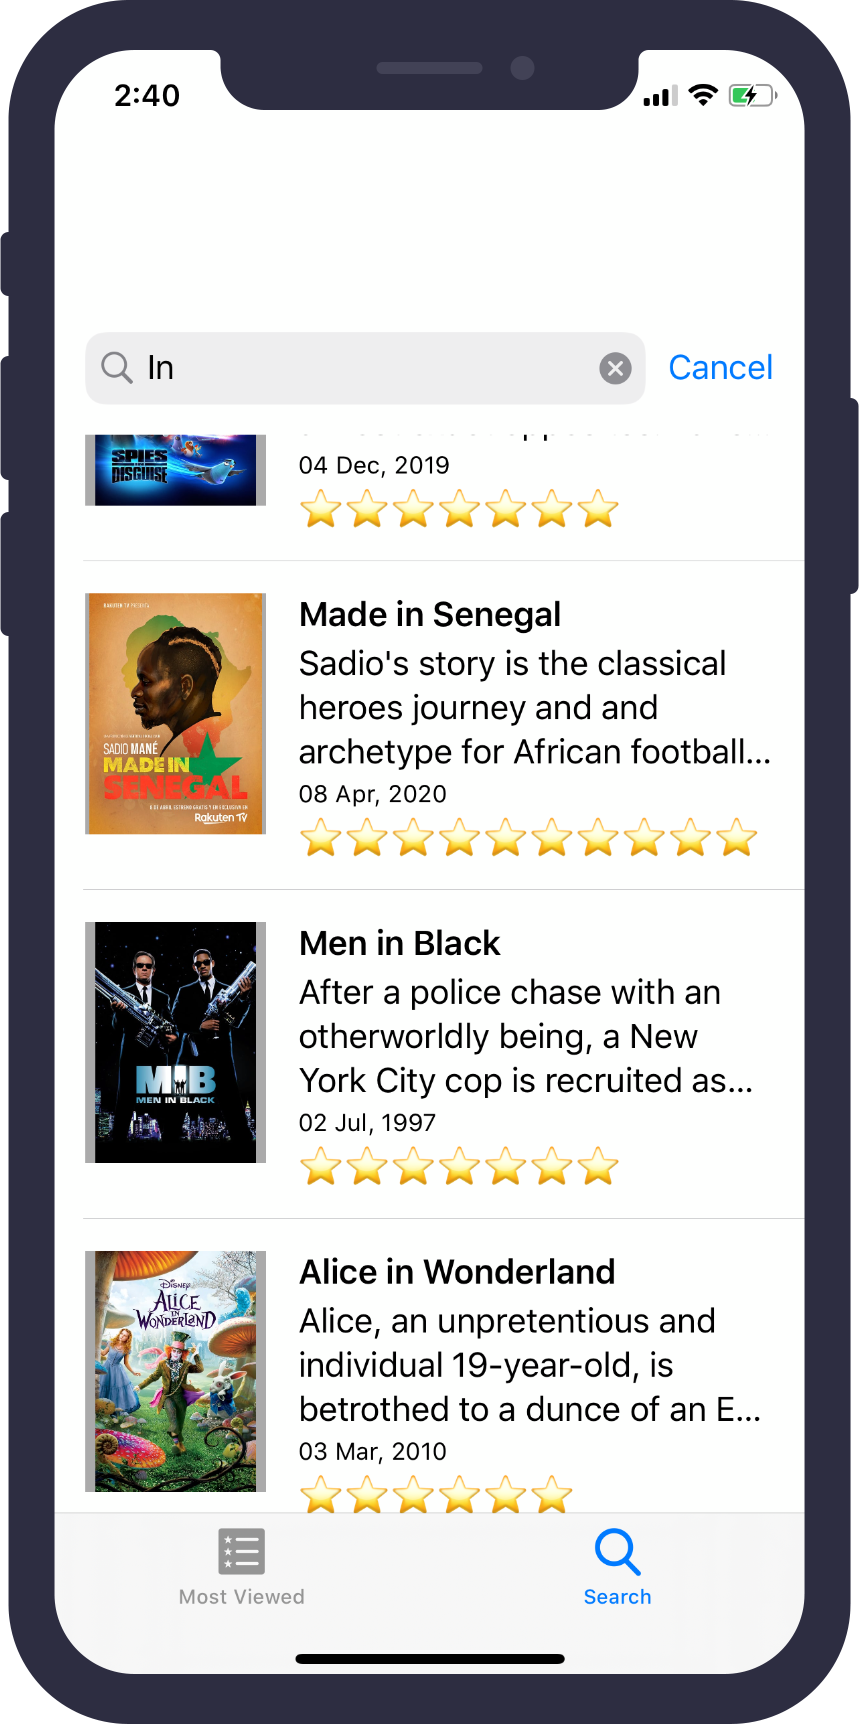 2:40
In
Cancel
SPIES
DISGUISE
04 Dec, 2019
RAKUTEN TV PRESENTA
SADIO MANÉ
MADE IN
SENEGAL
Rakuten TV
Made in Senegal
Sadio's story is the classical
heroes journey and and
archetype for African football...
08 Apr, 2020
MIB
MEN IN BLACK
Men in Black
After a police chase with an
otherworldly being, a New
York City cop is recruited as...
02 Jul, 1997
Disney
ALICE
IN
WONDERLAND
Alice in Wonderland
Alice, an unpretentious and
individual 19-year-old, is
betrothed to a dunce of an E...
03 Mar, 2010
Most Viewed
Search